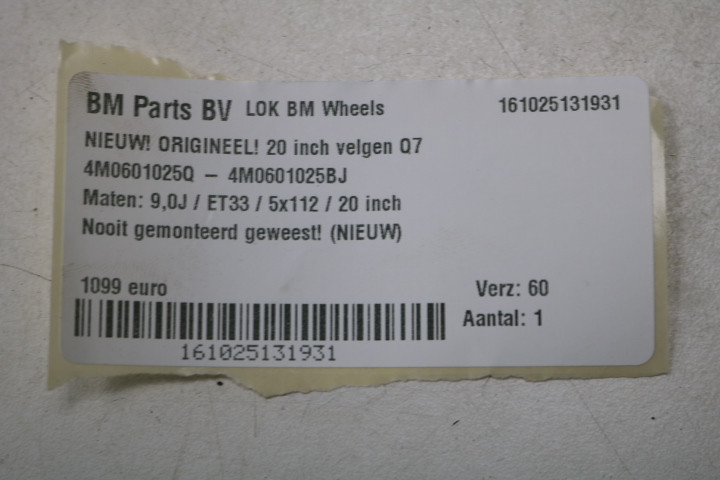 BM Parts BV LOK BM Wheels 161025131931
NIEUW! ORIGINEEL! 20 inch velgen Q7
4M0601025Q – 4M0601025BJ
Maten: 9,0J / ET33 / 5x112 / 20 inch
Nooit gemonteerd geweest! (NIEUW)
1099 euro Verz: 60
Aantal: 1
161025131931